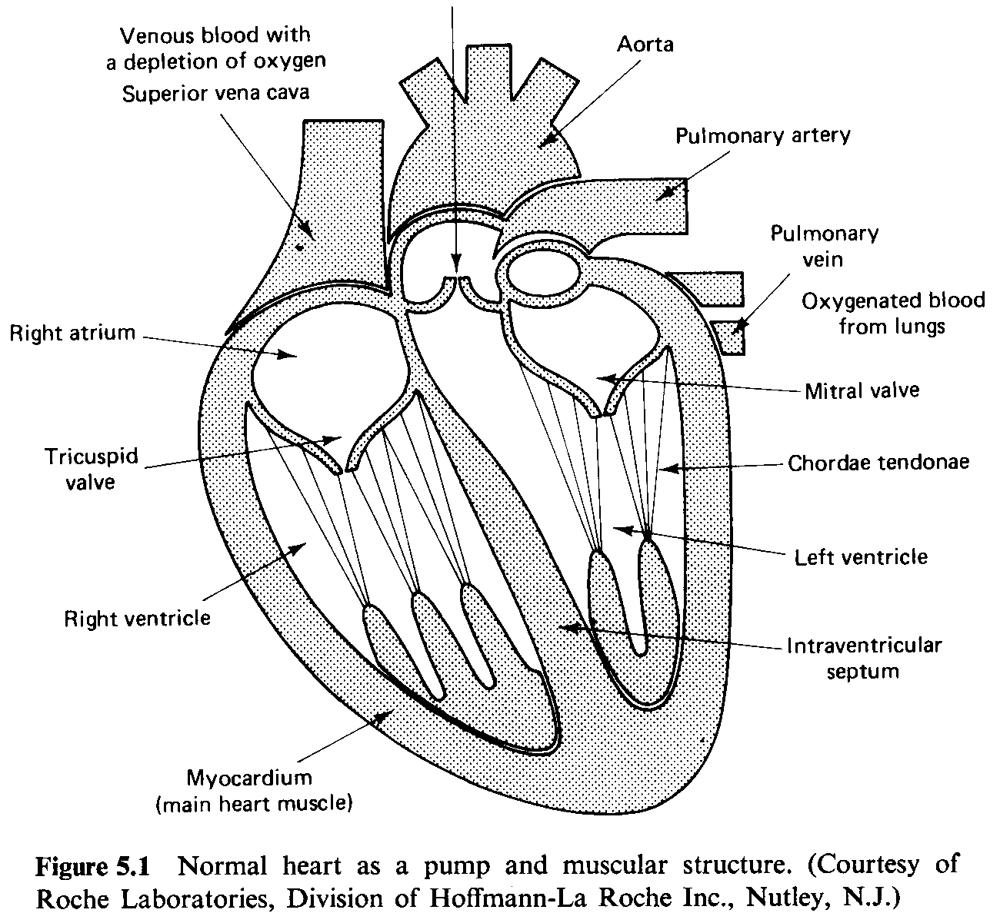 Venous blood with
a depletion of oxygen
Superior vena cava
Aorta
Pulmonary artery
Pulmonary
vein
Oxygenated blood
from lungs
Right atrium
Mitral valve
Tricuspid
valve
Chordae tendonae
Left ventricle
Right ventricle
Intraventricular
septum
Myocardium
(main heart muscle)
Figure 5.1 Normal heart as a pump and muscular structure. (Courtesy of
Roche Laboratories, Division of Hoffmann-La Roche Inc., Nutley, N.J.)